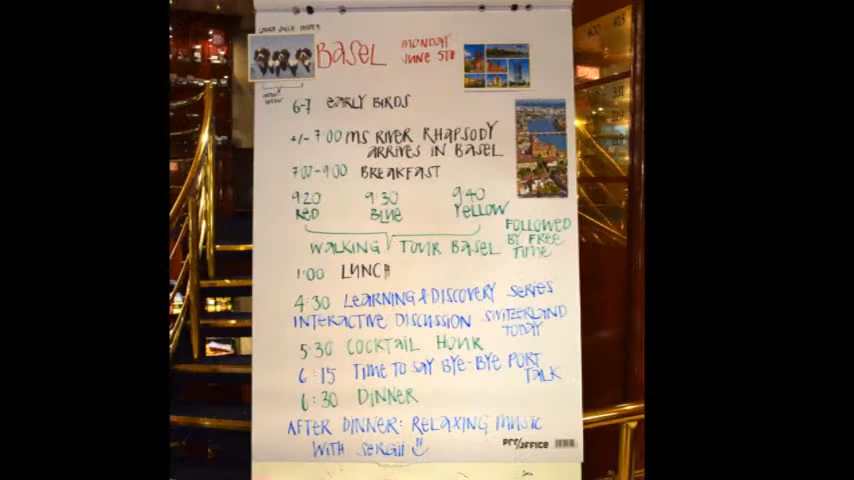 BASEL MONDAY
JUNE 5TH
6-7 EARLY BIRDS
+/- 7:00 MS RIVER RHAPSODY
ARRIVES IN BASEL
7:00-9:00 BREAKFAST
9:20 9:30 9:40
RED BLUE YELLOW
WALKING TOUR BASEL
FOLLOWED
BY FREE
TIME
1:00 LUNCH
4:30 LEARNING & DISCOVERY SERIES
INTERACTIVE DISCUSSION SWITZERLAND
TODAY
5:30 COCKTAIL HOUR
6:15 TIME TO SAY BYE-BYE PORT
TALK
6:30 DINNER
AFTER DINNER: RELAXING MUSIC
WITH SERGII